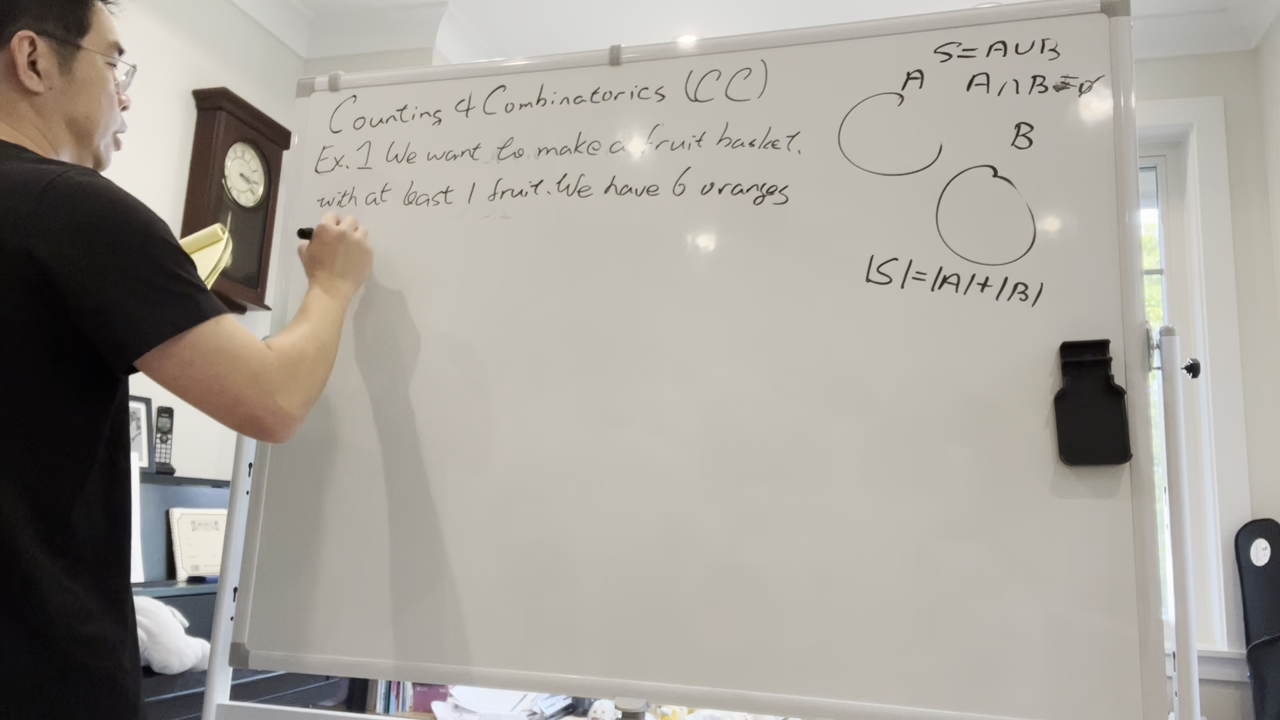 Counting & Combinatorics (CC)
Ex. 1 We want to make a fruit basket.
with at least 1 fruit. We have 6 oranges
S = A ∪ B
A A ∩ B = ∅
B
|S| = |A| + |B|